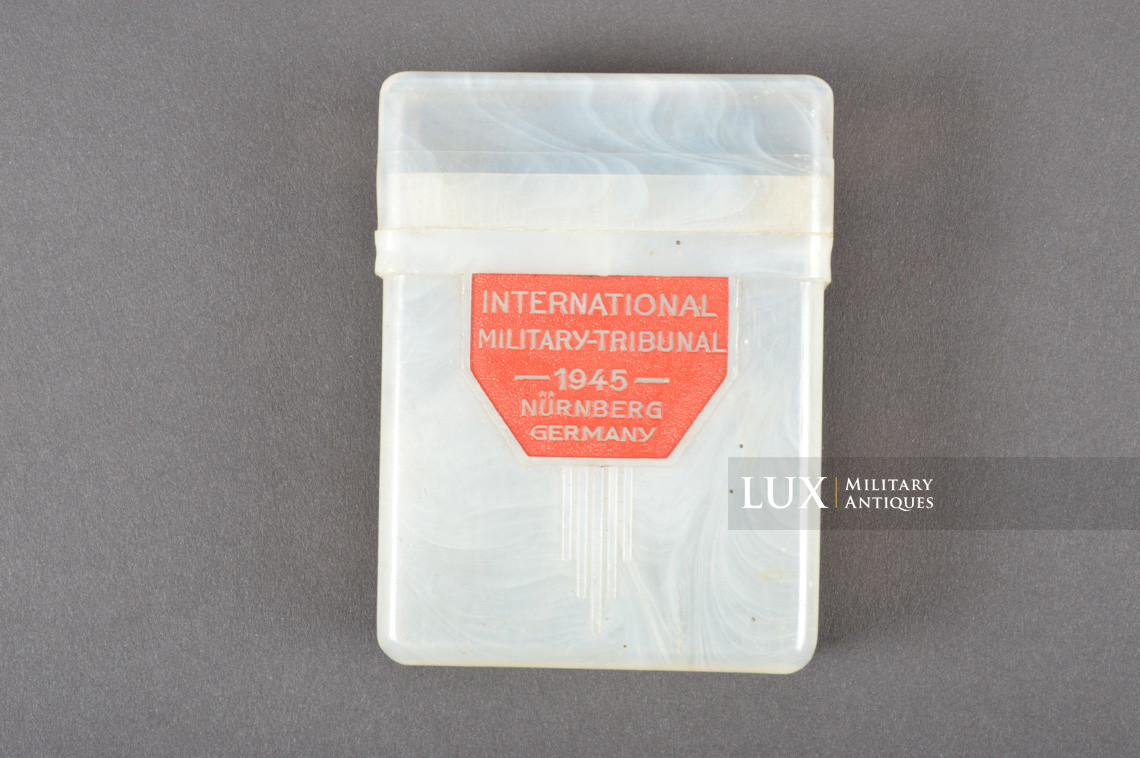 INTERNATIONAL
MILITARY-TRIBUNAL
— 1945 —
NÜRNBERG
GERMANY
LUX MILITARY
ANTIQUES